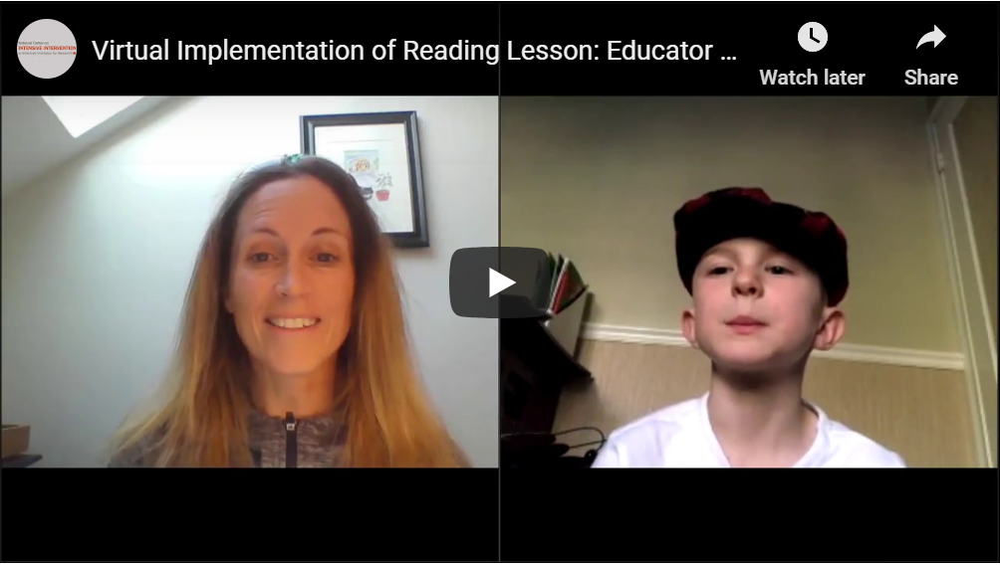 INTENSIVE INTERVENTION
Virtual Implementation of Reading Lesson: Educator ...
Watch later
Share